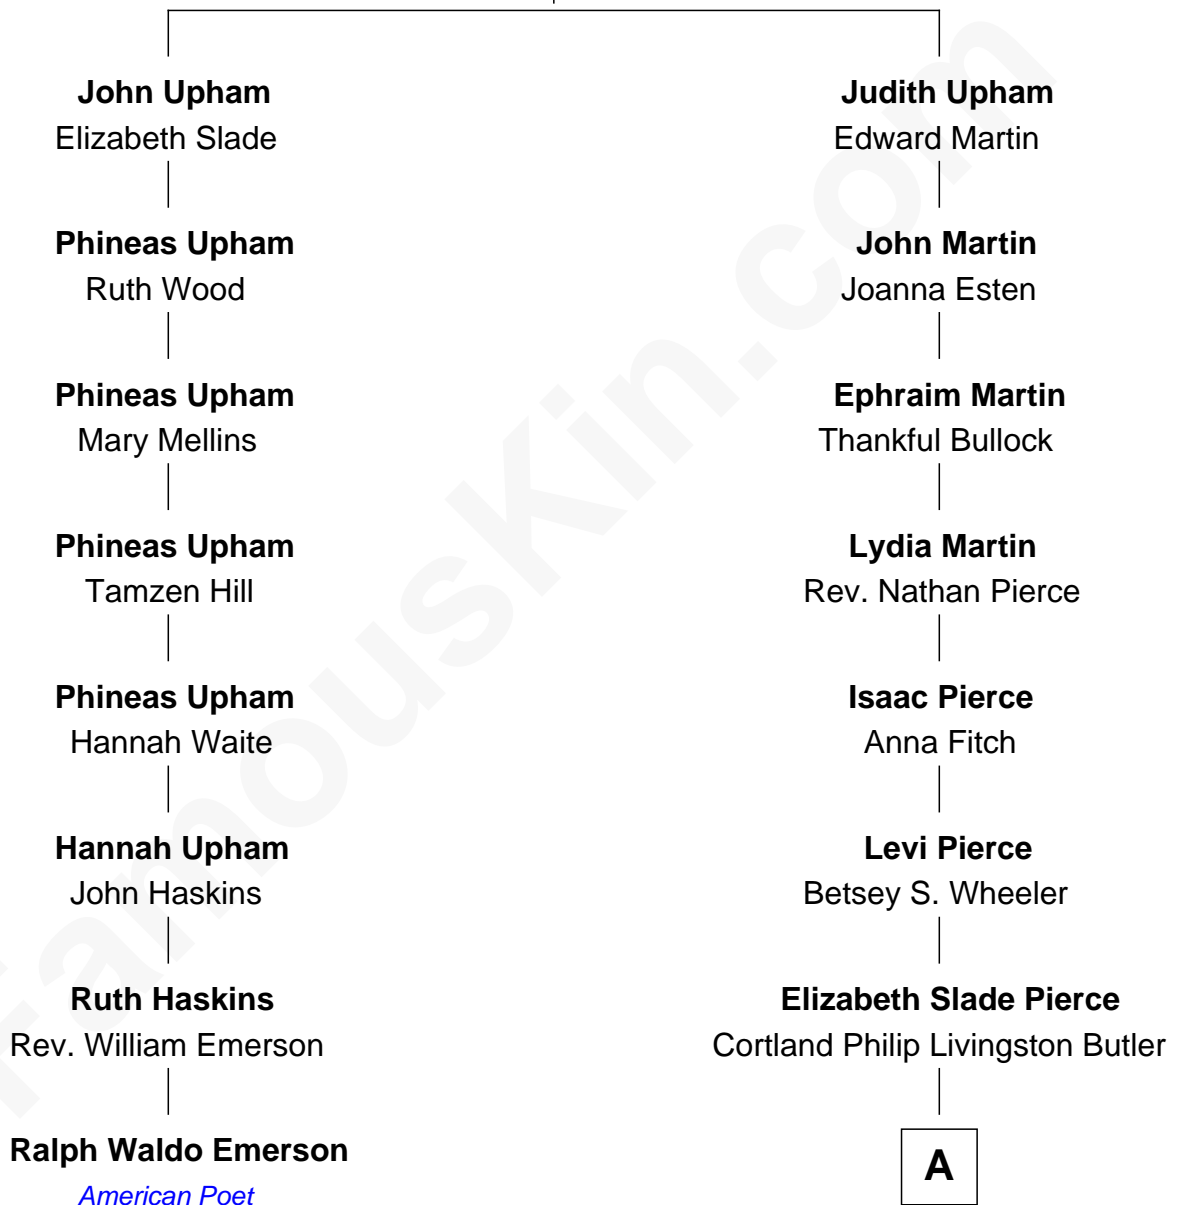 John Upham
Elizabeth Slade
Phineas Upham
Ruth Wood
Phineas Upham
Mary Mellins
Phineas Upham
Tamzen Hill
Phineas Upham
Hannah Waite
Hannah Upham
John Haskins
Ruth Haskins
Rev. William Emerson
Ralph Waldo Emerson
American Poet
Judith Upham
Edward Martin
John Martin
Joanna Esten
Ephraim Martin
Thankful Bullock
Lydia Martin
Rev. Nathan Pierce
Isaac Pierce
Anna Fitch
Levi Pierce
Betsey S. Wheeler
Elizabeth Slade Pierce
Cortland Philip Livingston Butler
A
FamousKin.com